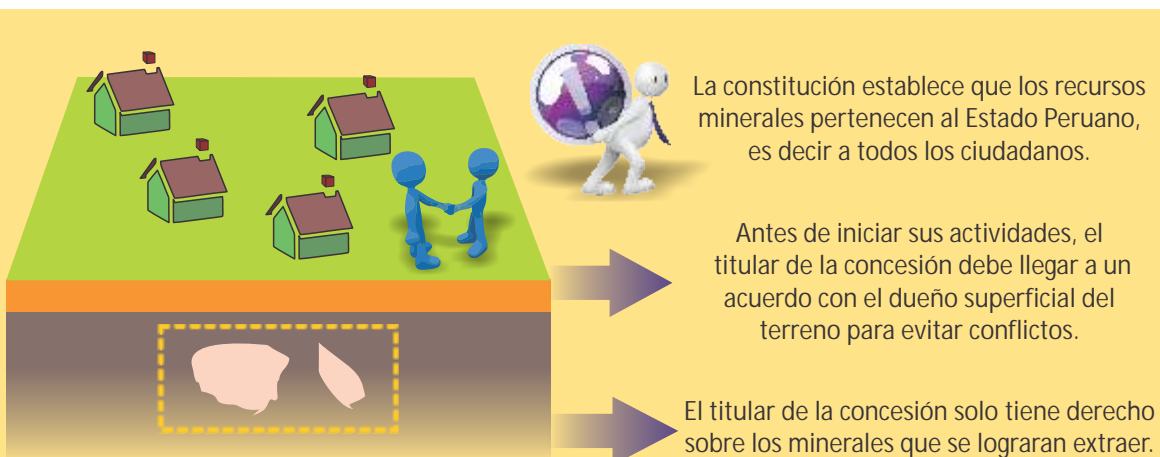 La constitución establece que los recursos
minerales pertenecen al Estado Peruano,
es decir a todos los ciudadanos.
Antes de iniciar sus actividades, el
titular de la concesión debe llegar a un
acuerdo con el dueño superficial del
terreno para evitar conflictos.
El titular de la concesión solo tiene derecho
sobre los minerales que se lograran extraer.